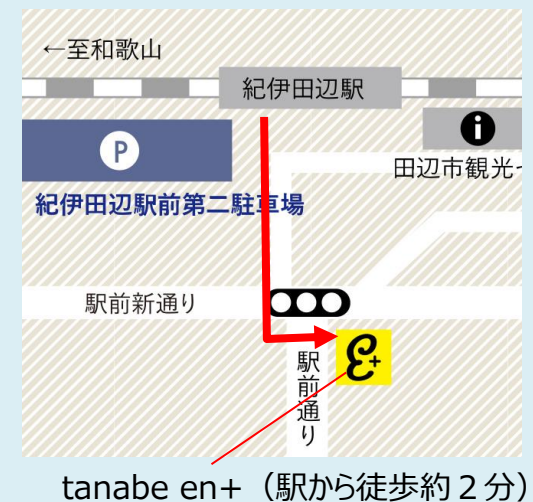 ←至和歌山
紀伊田辺駅
P
i
田辺市観光
紀伊田辺駅前第二駐車場
駅前新通り
駅前通り
E+
tanabe en+（駅から徒歩約２分）